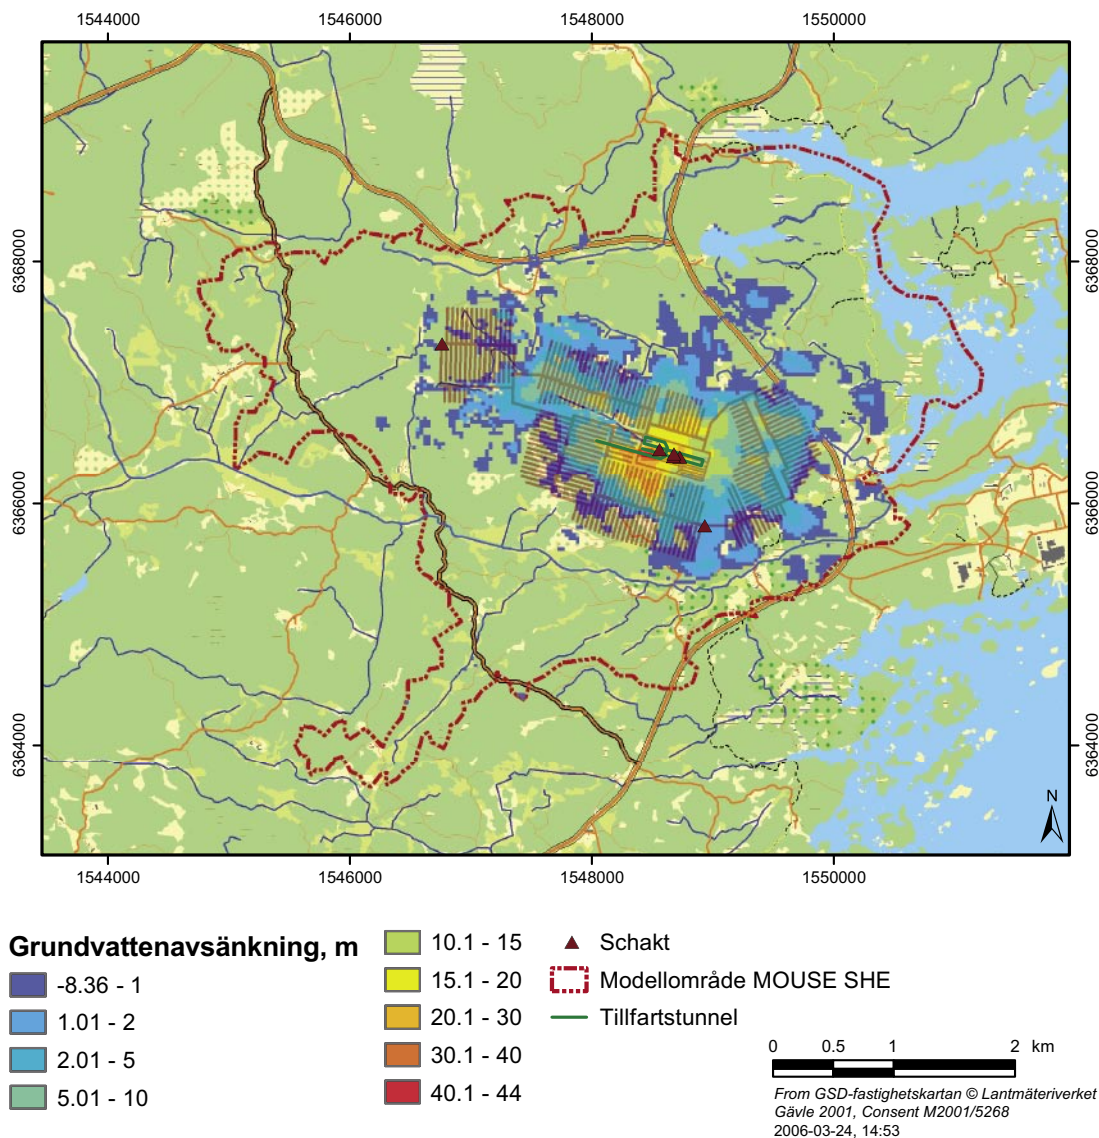 1544000 1546000 1548000 1550000
6368000 6368000
6366000 6366000
6364000 6364000
N
1544000 1546000 1548000 1550000
Grundvattenavsänkning, m
-8.36 - 1
1.01 - 2
2.01 - 5
5.01 - 10
10.1 - 15
15.1 - 20
20.1 - 30
30.1 - 40
40.1 - 44
Schakt
Modellområde MOUSE SHE
Tillfartstunnel
0 0.5 1 2 km
From GSD-fastighetskartan © Lantmäteriverket
Gävle 2001, Consent M2001/5268
2006-03-24, 14:53